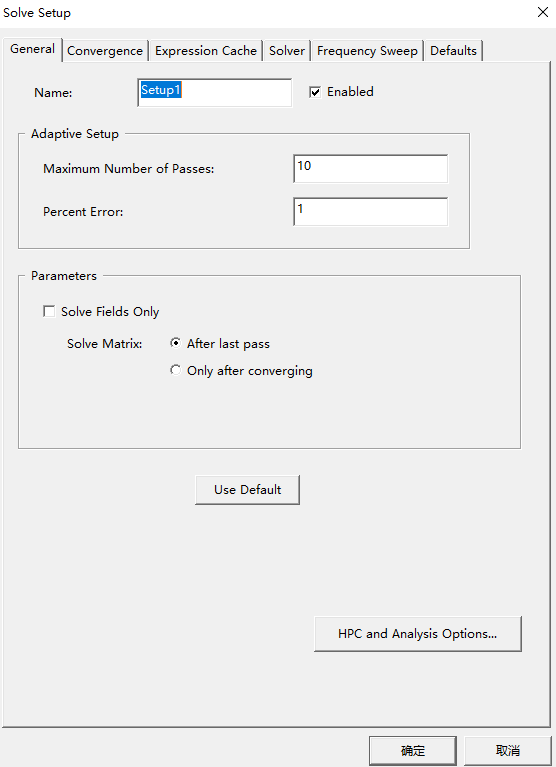 Solve Setup
General Convergence Expression Cache Solver Frequency Sweep Defaults
Name: Setup1 Enabled
Adaptive Setup
Maximum Number of Passes: 10
Percent Error: 1
Parameters
Solve Fields Only
Solve Matrix: After last pass
Only after converging
Use Default
HPC and Analysis Options...
确定 取消